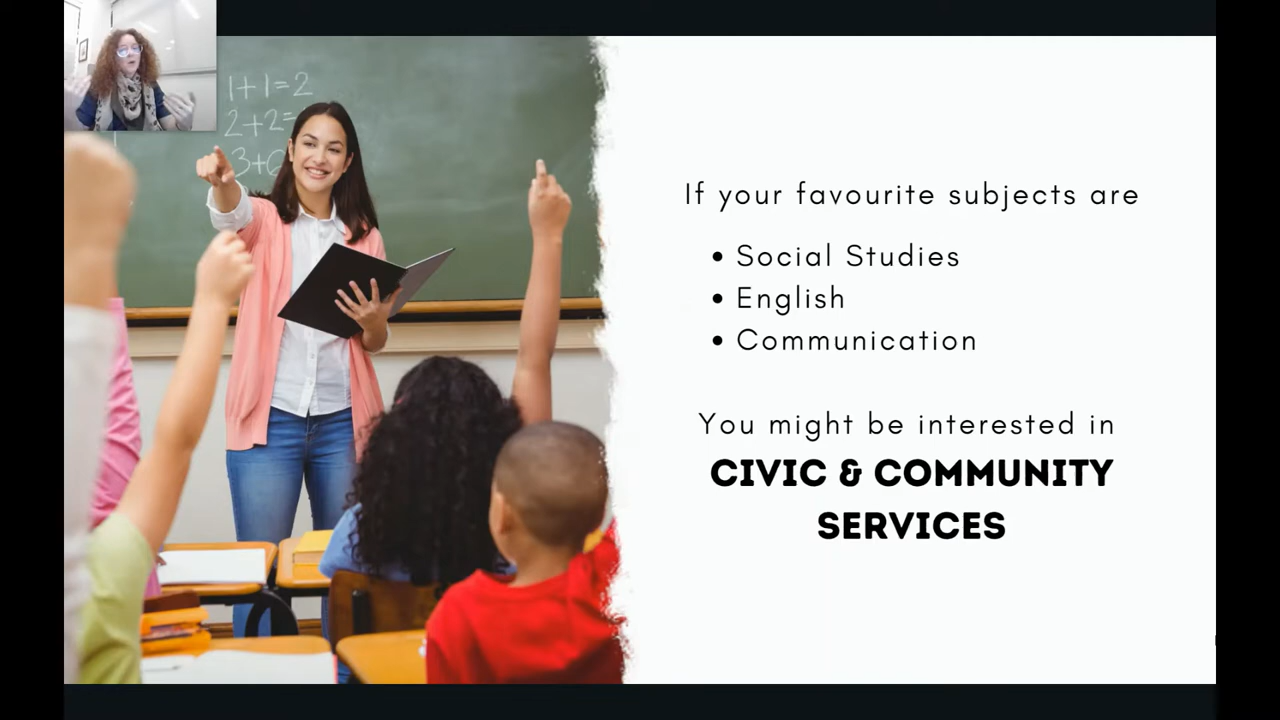 1+1=2
2+2=
3+
If your favourite subjects are
• Social Studies
• English
• Communication
You might be interested in
CIVIC & COMMUNITY
SERVICES